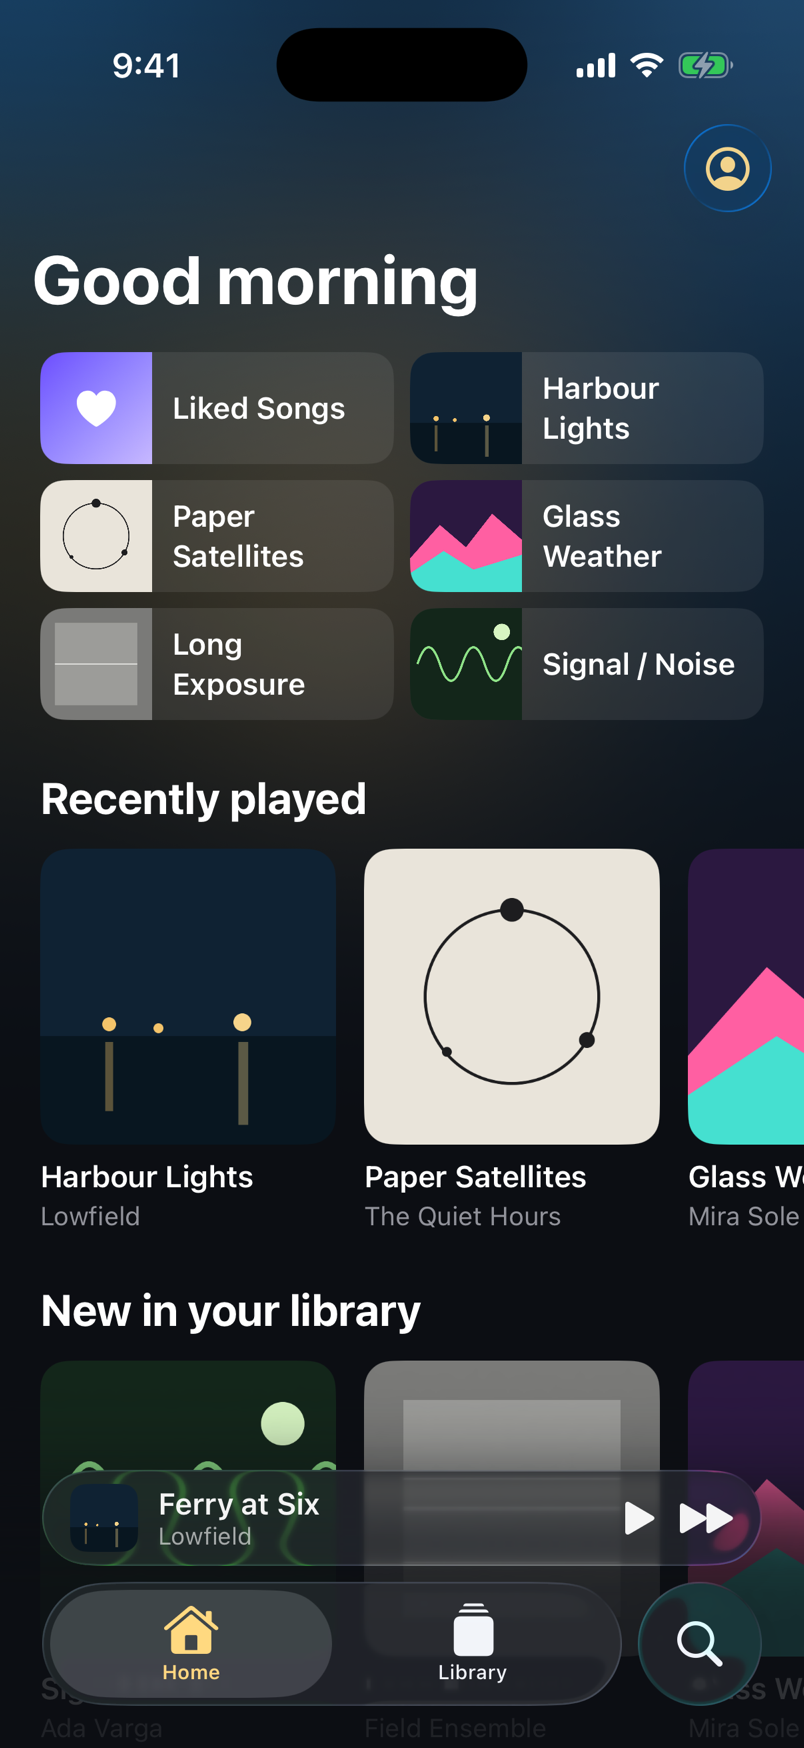 9:41
Good morning
Liked Songs
Harbour
Lights
Paper
Satellites
Glass
Weather
Long
Exposure
Signal / Noise
Recently played
Harbour Lights
Lowfield
Paper Satellites
The Quiet Hours
Glass
Mira Sole
New in your library
Ferry at Six
Lowfield
Home
Library
Ada Varga
Field Ensemble
Mira Sole